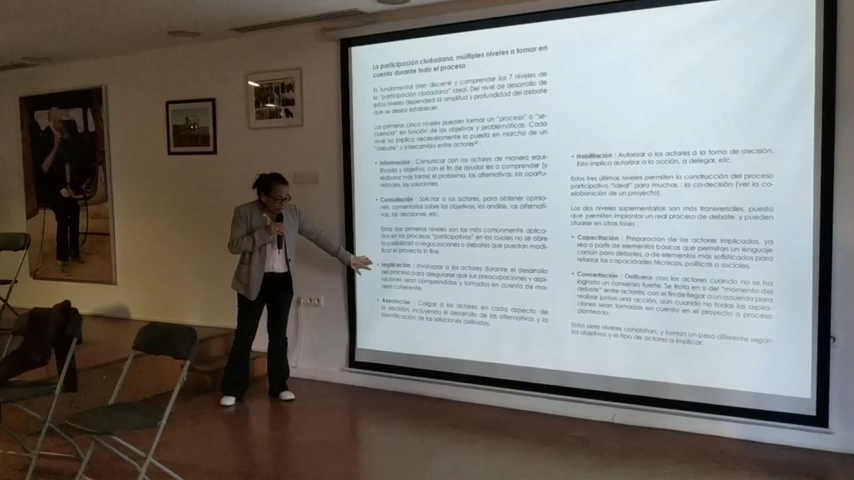 La participación ciudadana, múltiples niveles a tomar en
cuenta durante todo el proceso
Es fundamental bien discernir y comprender los 7 niveles de
la "participación ciudadana" ideal. Del nivel de desarrollo de
estos niveles dependerá la amplitud y profundidad del debate
que se desea establecer.
Los primeros cinco niveles pueden tomar un "proceso" o "se-
cuencia" en función de los objetivos y problemáticas. Cada
nivel no implica necesariamente la puesta en marcha de un
"debate" o intercambio entre actores
• Información : Comunicar con los actores de manera equi-
librada y objetiva, con el fin de ayudar les a comprender (y
elaborar más tarde) el problema, las alternativas, las oportu-
nidades, las soluciones.
• Consultación : Solicitar a los actores, para obtener opinio-
nes, comentarios sobre los objetivos, los análisis, las alternati-
vas, las decisiones, etc.
Estos dos primeros niveles son los más comúnmente aplica-
dos en los procesos "participativos" en los cuales no se abre
la posibilidad a negociaciones o debates que puedan modi-
ficar el proyecto in fine.
• Implicación : Involucrar a los actores durante el desarrollo
del proceso para asegurarse que sus preocupaciones y aspi-
raciones sean comprendidas y tomadas en cuenta de ma-
nera coherente.
• Asociación : Coligar a los actores en cada aspecto de
la decisión, incluyendo el desarrollo de las alternativas y la
identificación de las soluciones definidas.
• Habilitación : Autorizar a los actores a la toma de decisión.
Esto implica autorizar a la acción, a delegar, etc.
Estos tres últimos niveles permiten la construcción del proceso
participativo "ideal" para muchos : la co-decisión (ver la co-
elaboración de un proyecto).
Los dos niveles suplementarios son más transversales, puesto
que permiten implantar un real proceso de debate, y pueden
situarse en otras fases :
• Capacitación : Preparación de los actores implicados, ya
sea a partir de elementos básicos que permitan un lenguaje
común para debates, o de elementos más sofisticados para
reforzar las capacidades técnicas, políticas o sociales.
• Concertación : Deliberar con los actores cuando no se ha
logrado un consenso fuerte. Se trata en sí del "momento del
debate" entre actores, con el fin de llegar a un acuerdo para
realizar juntos una acción, aún cuando no todas las aspira-
ciones sean tomadas en cuenta en el proyecto o proceso
planteado.
Estos siete niveles cohabitan, y toman un peso diferente según
los objetivos y el tipo de actores a implicar.